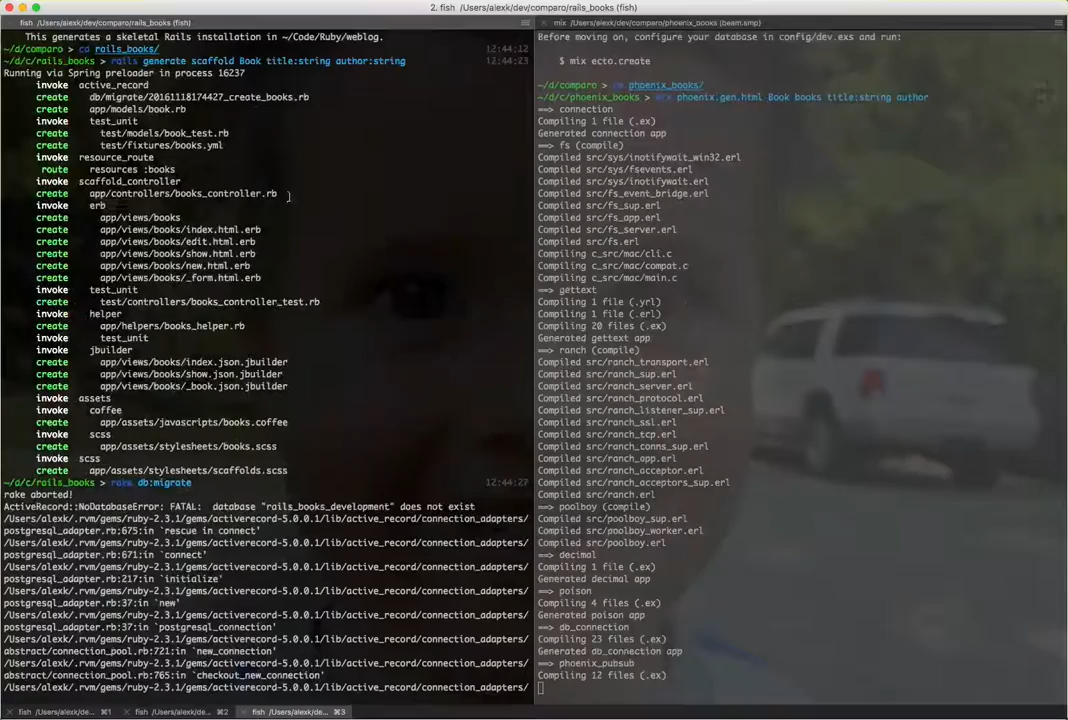 2. fish /Users/alexk/dev/comparo/rails_books (fish)
fish /Users/alexk/dev/comparo/rails_books (fish)
This generates a skeletal Rails installation in ~/Code/Ruby/weblog.
~/d/comparo > cd rails_books/ 12:44:12
~/d/c/rails_books > rails generate scaffold Book title:string author:string 12:44:23
Running via Spring preloader in process 16237
invoke active_record
create db/migrate/20161118174427_create_books.rb
create app/models/book.rb
invoke test_unit
create test/models/book_test.rb
create test/fixtures/books.yml
invoke resource_route
route resources :books
invoke scaffold_controller
create app/controllers/books_controller.rb
invoke erb
create app/views/books
create app/views/books/index.html.erb
create app/views/books/edit.html.erb
create app/views/books/show.html.erb
create app/views/books/new.html.erb
create app/views/books/_form.html.erb
invoke test_unit
create test/controllers/books_controller_test.rb
invoke helper
create app/helpers/books_helper.rb
invoke test_unit
invoke jbuilder
create app/views/books/index.json.jbuilder
create app/views/books/show.json.jbuilder
create app/views/books/_book.json.jbuilder
invoke assets
invoke coffee
create app/assets/javascripts/books.coffee
invoke scss
create app/assets/stylesheets/books.scss
invoke scss
create app/assets/stylesheets/scaffolds.scss
~/d/c/rails_books > rake db:migrate 12:44:27
rake aborted!
ActiveRecord::NoDatabaseError: FATAL:  database "rails_books_development" does not exist
/Users/alexk/.rvm/gems/ruby-2.3.1/gems/activerecord-5.0.0.1/lib/active_record/connection_adapters/
postgresql_adapter.rb:675:in `rescue in connect'
/Users/alexk/.rvm/gems/ruby-2.3.1/gems/activerecord-5.0.0.1/lib/active_record/connection_adapters/
postgresql_adapter.rb:671:in `connect'
/Users/alexk/.rvm/gems/ruby-2.3.1/gems/activerecord-5.0.0.1/lib/active_record/connection_adapters/
postgresql_adapter.rb:217:in `initialize'
/Users/alexk/.rvm/gems/ruby-2.3.1/gems/activerecord-5.0.0.1/lib/active_record/connection_adapters/
postgresql_adapter.rb:37:in `new'
/Users/alexk/.rvm/gems/ruby-2.3.1/gems/activerecord-5.0.0.1/lib/active_record/connection_adapters/
postgresql_adapter.rb:37:in `postgresql_connection'
/Users/alexk/.rvm/gems/ruby-2.3.1/gems/activerecord-5.0.0.1/lib/active_record/connection_adapters/
abstract/connection_pool.rb:721:in `new_connection'
/Users/alexk/.rvm/gems/ruby-2.3.1/gems/activerecord-5.0.0.1/lib/active_record/connection_adapters/
abstract/connection_pool.rb:765:in `checkout_new_connection'
/Users/alexk/.rvm/gems/ruby-2.3.1/gems/activerecord-5.0.0.1/lib/active_record/connection_adapters/
mix /Users/alexk/dev/comparo/phoenix_books (beam.smp)
Before moving on, configure your database in config/dev.exs and run:
$ mix ecto.create
~/d/comparo > phoenix_books/
~/d/c/phoenix_books > mix phoenix.gen.html Book books title:string author
==> connection
Compiling 1 file (.ex)
Generated connection app
==> fs (compile)
Compiled src/sys/inotifywait_win32.erl
Compiled src/sys/fsevents.erl
Compiled src/sys/inotifywait.erl
Compiled src/fs_event_bridge.erl
Compiled src/fs_sup.erl
Compiled src/fs_app.erl
Compiled src/fs_server.erl
Compiled src/fs.erl
Compiling c_src/mac/cli.c
Compiling c_src/mac/compat.c
Compiling c_src/mac/main.c
==> gettext
Compiling 1 file (.yrl)
Compiling 1 file (.erl)
Compiling 20 files (.ex)
Generated gettext app
==> ranch (compile)
Compiled src/ranch_transport.erl
Compiled src/ranch_sup.erl
Compiled src/ranch_server.erl
Compiled src/ranch_protocol.erl
Compiled src/ranch_listener_sup.erl
Compiled src/ranch_ssl.erl
Compiled src/ranch_tcp.erl
Compiled src/ranch_conns_sup.erl
Compiled src/ranch_app.erl
Compiled src/ranch_acceptor.erl
Compiled src/ranch_acceptors_sup.erl
Compiled src/ranch.erl
==> poolboy (compile)
Compiled src/poolboy_sup.erl
Compiled src/poolboy_worker.erl
Compiled src/poolboy.erl
==> decimal
Compiling 1 file (.ex)
Generated decimal app
==> poison
Compiling 4 files (.ex)
Generated poison app
==> db_connection
Compiling 23 files (.ex)
Generated db_connection app
==> phoenix_pubsub
Compiling 12 files (.ex)
fish /Users/alexk/de... ⌘1
fish /Users/alexk/de... ⌘2
fish /Users/alexk/de... ⌘3